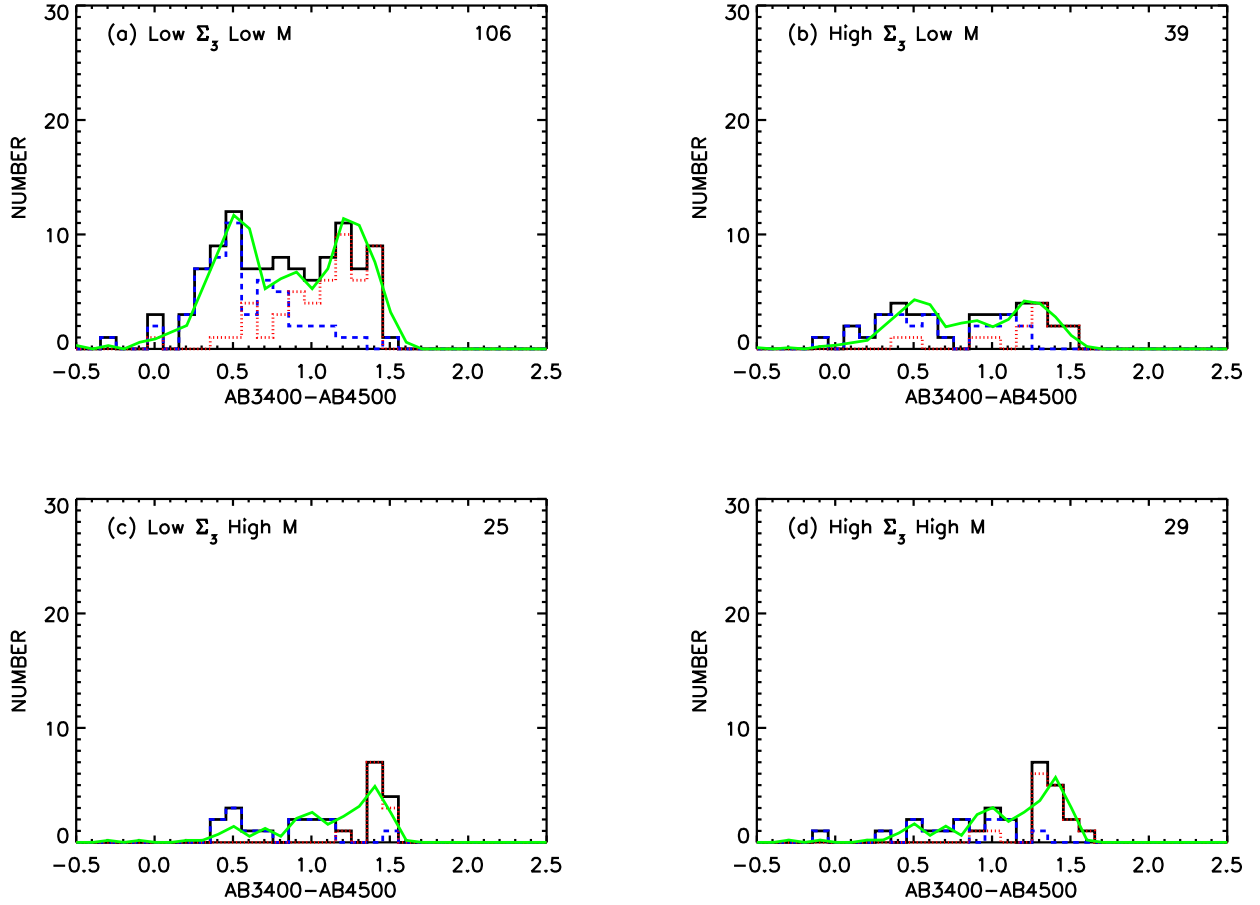 30
(a) Low Σ3 Low M 106
20
NUMBER
10
0
−0.5 0.0 0.5 1.0 1.5 2.0 2.5
AB3400−AB4500
30
(b) High Σ3 Low M 39
20
NUMBER
10
0
−0.5 0.0 0.5 1.0 1.5 2.0 2.5
AB3400−AB4500
30
(c) Low Σ3 High M 25
20
NUMBER
10
0
−0.5 0.0 0.5 1.0 1.5 2.0 2.5
AB3400−AB4500
30
(d) High Σ3 High M 29
20
NUMBER
10
0
−0.5 0.0 0.5 1.0 1.5 2.0 2.5
AB3400−AB4500